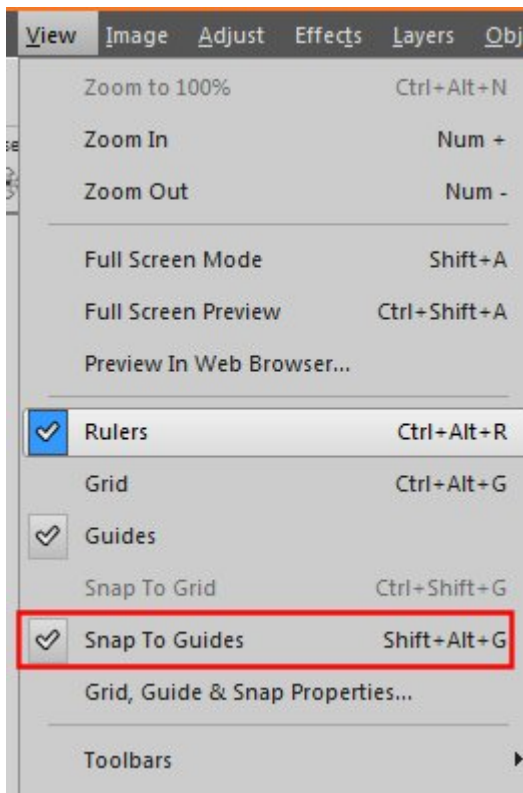 View Image Adjust Effects Layers Obj
Zoom to 100% Ctrl+Alt+N
Zoom In Num +
Zoom Out Num -
Full Screen Mode Shift+A
Full Screen Preview Ctrl+Shift+A
Preview In Web Browser...
Rulers Ctrl+Alt+R
Grid Ctrl+Alt+G
Guides
Snap To Grid Ctrl+Shift+G
Snap To Guides Shift+Alt+G
Grid, Guide & Snap Properties...
Toolbars